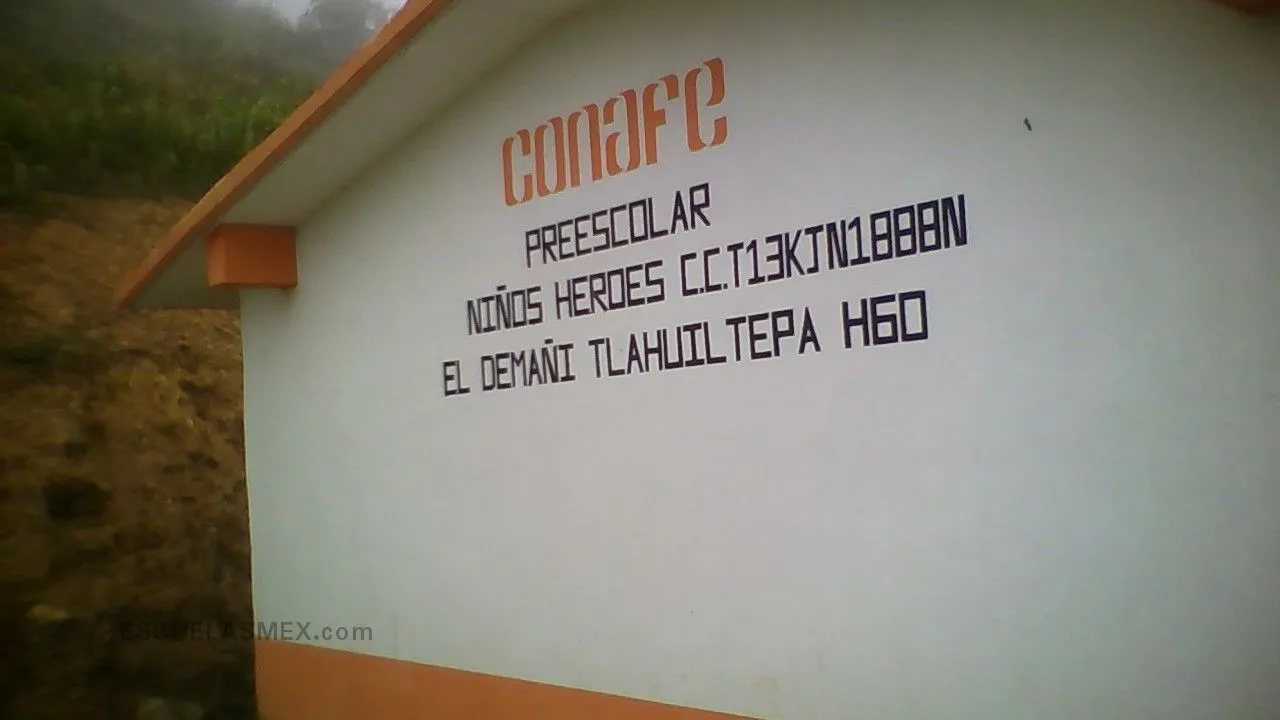 conafe
PREESCOLAR
NIÑOS HEROES C.C.T13KJN1888N
EL DEMAÑI TLAHUILTEPA HGO
ESCUELASMEX.com